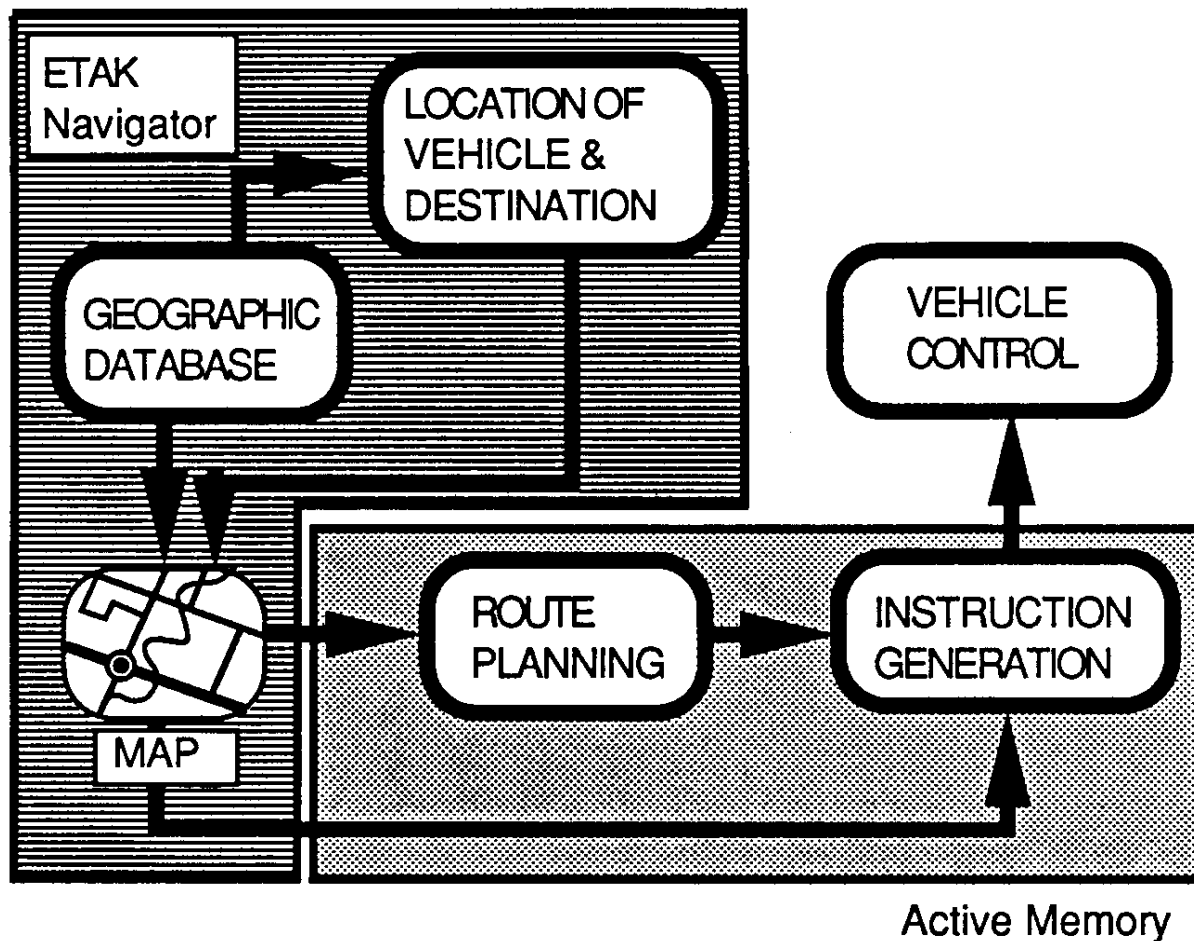 ETAK
Navigator
LOCATION OF
VEHICLE &
DESTINATION
GEOGRAPHIC
DATABASE
VEHICLE
CONTROL
ROUTE
PLANNING
INSTRUCTION
GENERATION
MAP
Active Memory